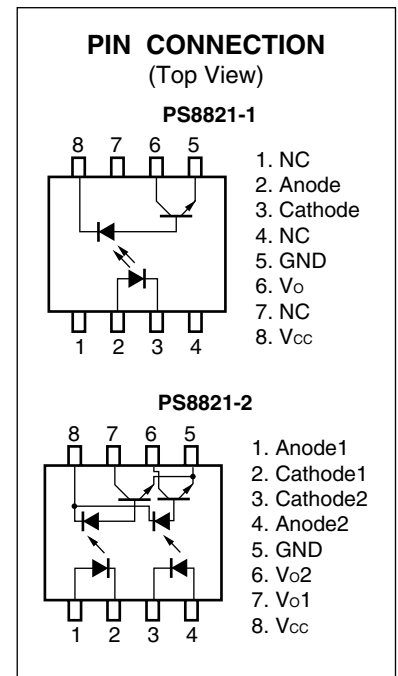 PIN CONNECTION
(Top View)
PS8821-1
8 7 6 5
1. NC
2. Anode
3. Cathode
4. NC
5. GND
6. Vo
7. NC
8. Vcc
1 2 3 4
PS8821-2
8 7 6 5
1. Anode1
2. Cathode1
3. Cathode2
4. Anode2
5. GND
6. Vo2
7. Vo1
8. Vcc
1 2 3 4